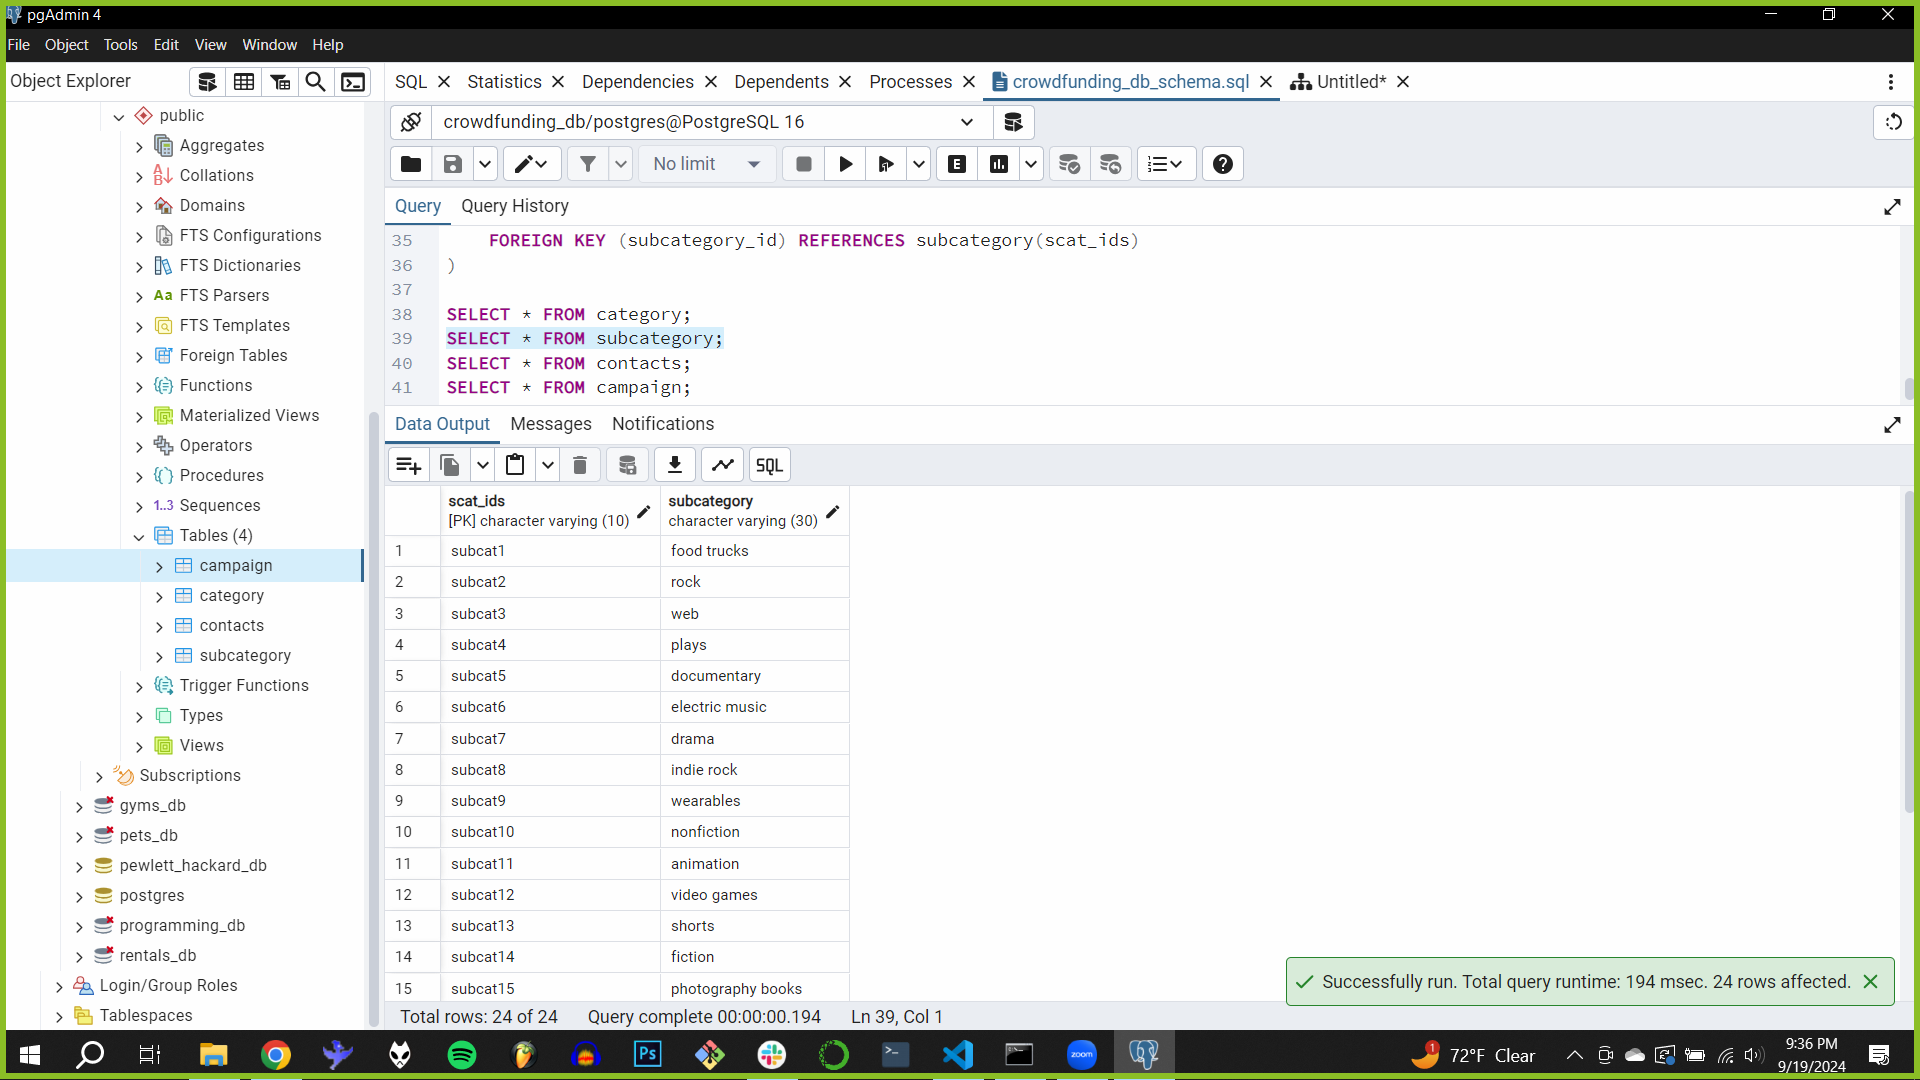 pgAdmin 4
File Object Tools Edit View Window Help
Object Explorer
SQL Statistics Dependencies Dependents Processes crowdfunding_db_schema.sql Untitled*
public
Aggregates
Collations
Domains
FTS Configurations
FTS Dictionaries
Aa FTS Parsers
FTS Templates
Foreign Tables
Functions
Materialized Views
Operators
Procedures
1..3 Sequences
Tables (4)
campaign
category
contacts
subcategory
Trigger Functions
Types
Views
Subscriptions
gyms_db
pets_db
pewlett_hackard_db
postgres
programming_db
rentals_db
Login/Group Roles
Tablespaces
crowdfunding_db/postgres@PostgreSQL 16
No limit
E
Query Query History
35 FOREIGN KEY (subcategory_id) REFERENCES subcategory(scat_ids)
36 )
37
38 SELECT * FROM category;
39 SELECT * FROM subcategory;
40 SELECT * FROM contacts;
41 SELECT * FROM campaign;
Data Output Messages Notifications
SQL
scat_ids subcategory
[PK] character varying (10) character varying (30)
1 subcat1 food trucks
2 subcat2 rock
3 subcat3 web
4 subcat4 plays
5 subcat5 documentary
6 subcat6 electric music
7 subcat7 drama
8 subcat8 indie rock
9 subcat9 wearables
10 subcat10 nonfiction
11 subcat11 animation
12 subcat12 video games
13 subcat13 shorts
14 subcat14 fiction
15 subcat15 photography books
Successfully run. Total query runtime: 194 msec. 24 rows affected.
Total rows: 24 of 24 Query complete 00:00:00.194 Ln 39, Col 1
Ps
zoom
1
72°F Clear
9:36 PM
9/19/2024